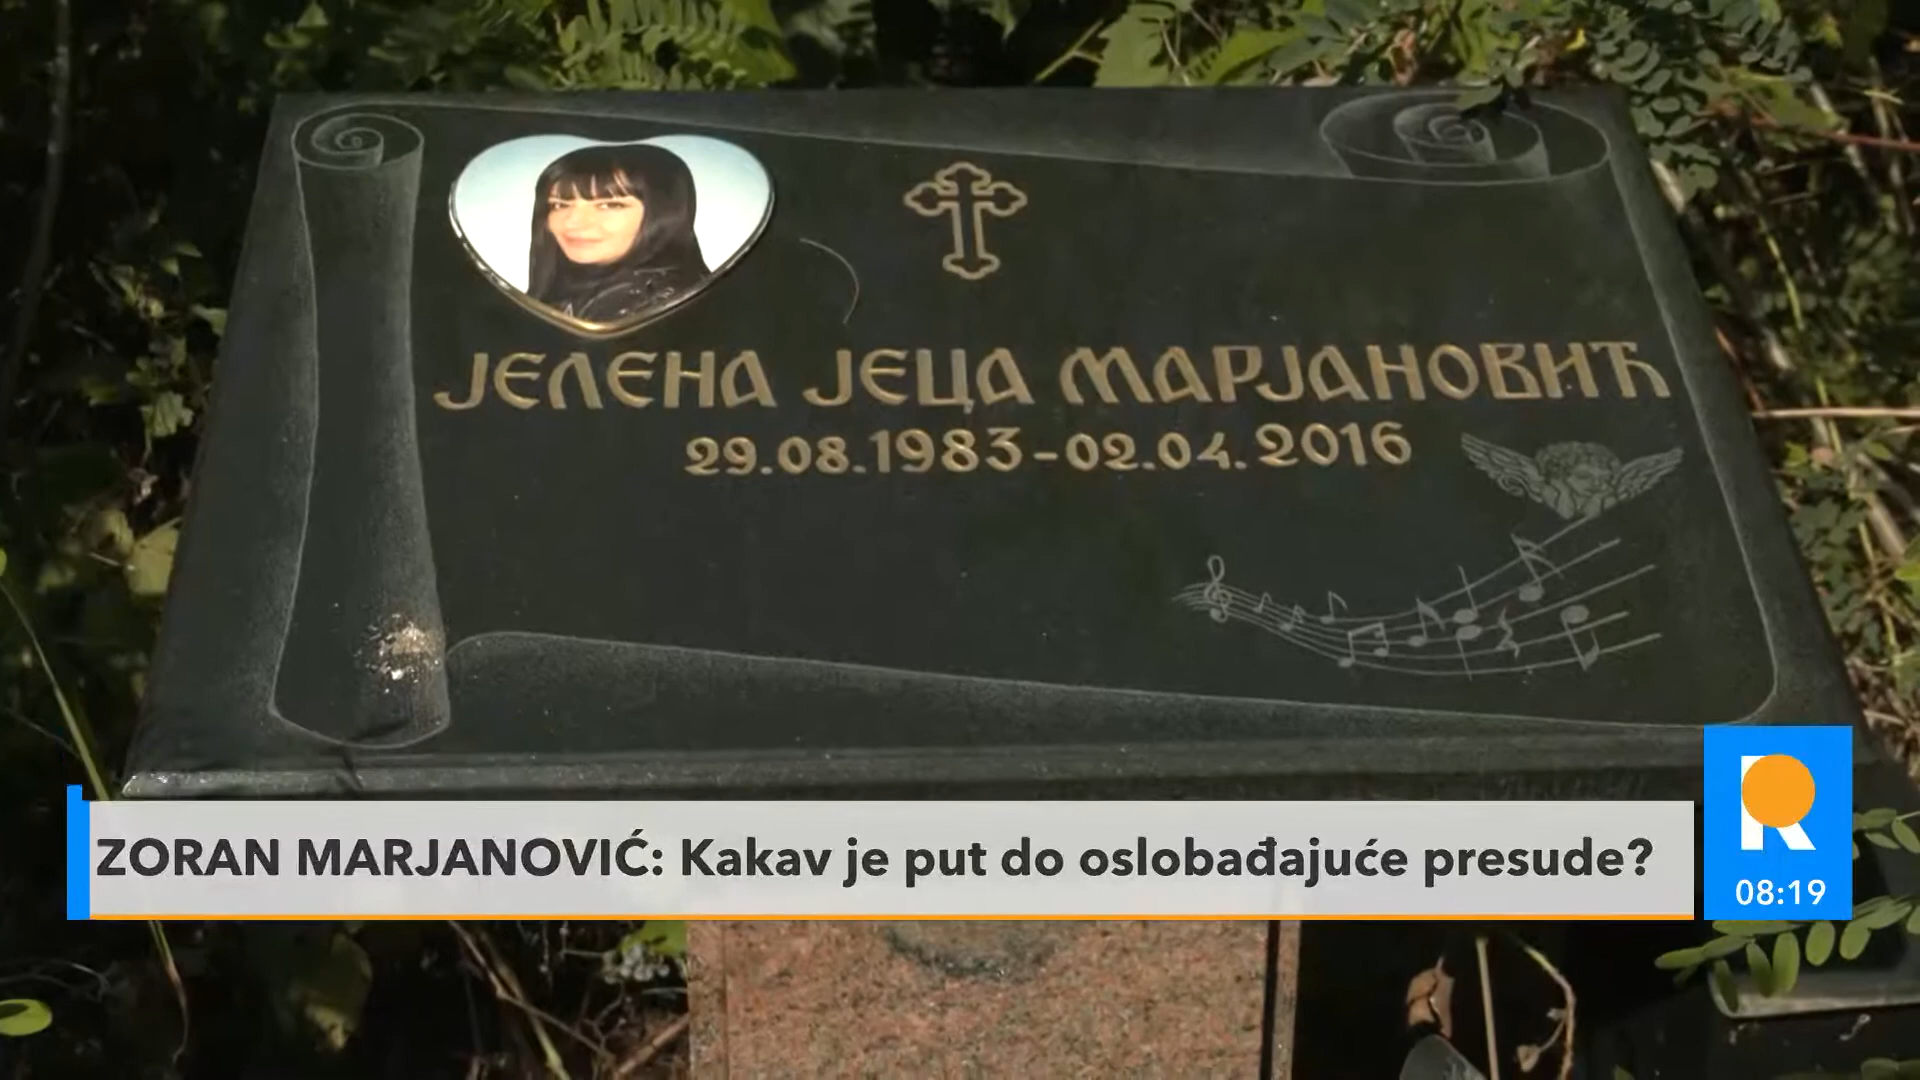 ЈЕЛЕНА ЈЕЦА МАРЈАНОВИЋ
29.08.1983-02.04.2016
ZORAN MARJANOVIĆ: Kakav je put do oslobađajuće presude?
R
08:19